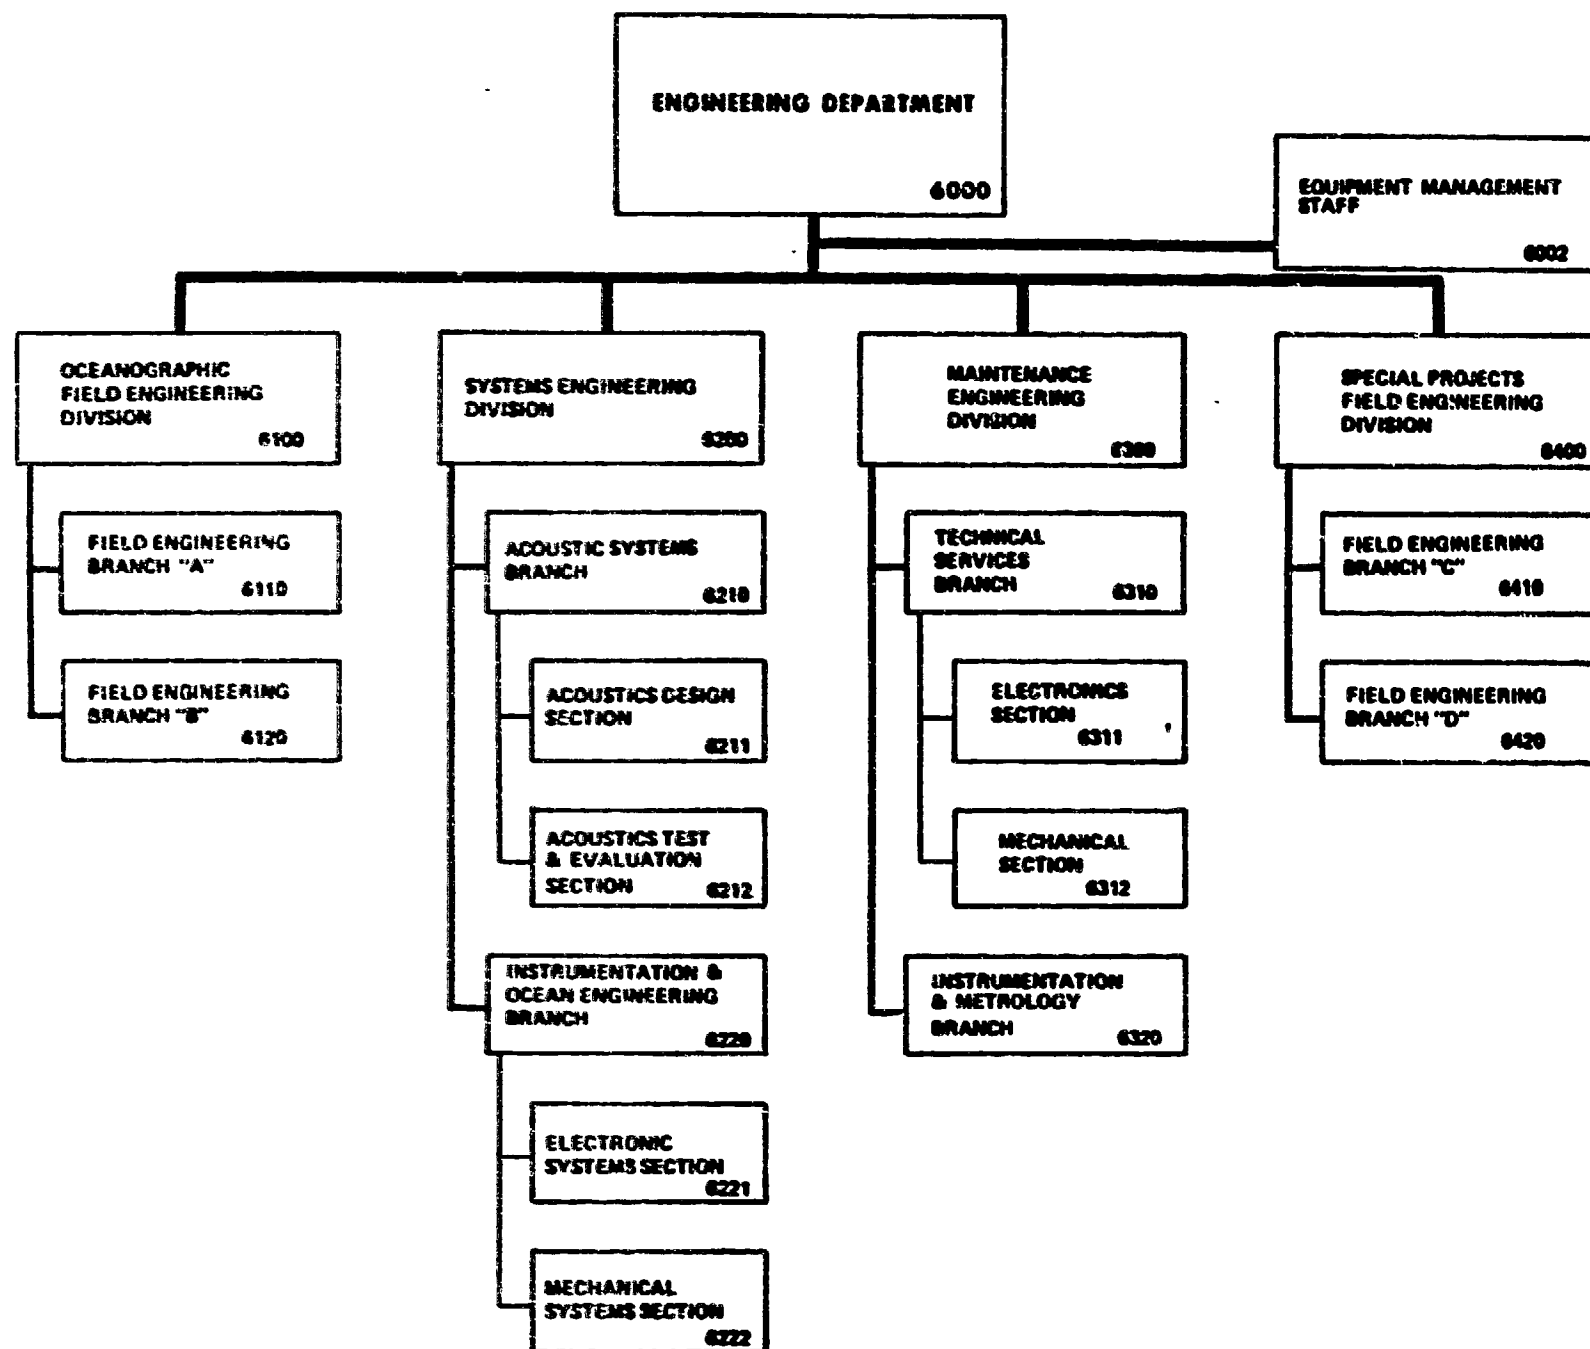 ENGINEERING DEPARTMENT
6000
EQUIPMENT MANAGEMENT
STAFF
6002
OCEANOGRAPHIC
FIELD ENGINEERING
DIVISION
6100
SYSTEMS ENGINEERING
DIVISION
6200
MAINTENANCE
ENGINEERING
DIVISION
6300
SPECIAL PROJECTS
FIELD ENGINEERING
DIVISION
6400
FIELD ENGINEERING
BRANCH "A"
6110
FIELD ENGINEERING
BRANCH "B"
6120
ACOUSTIC SYSTEMS
BRANCH
6210
ACOUSTICS DESIGN
SECTION
6211
ACOUSTICS TEST
& EVALUATION
SECTION 6212
INSTRUMENTATION &
OCEAN ENGINEERING
BRANCH
6220
ELECTRONIC
SYSTEMS SECTION
6221
MECHANICAL
SYSTEMS SECTION
6222
TECHNICAL
SERVICES
BRANCH 6310
ELECTRONICS
SECTION
6311
MECHANICAL
SECTION
6312
INSTRUMENTATION
& METROLOGY
BRANCH 6320
FIELD ENGINEERING
BRANCH "C"
6410
FIELD ENGINEERING
BRANCH "D"
6420